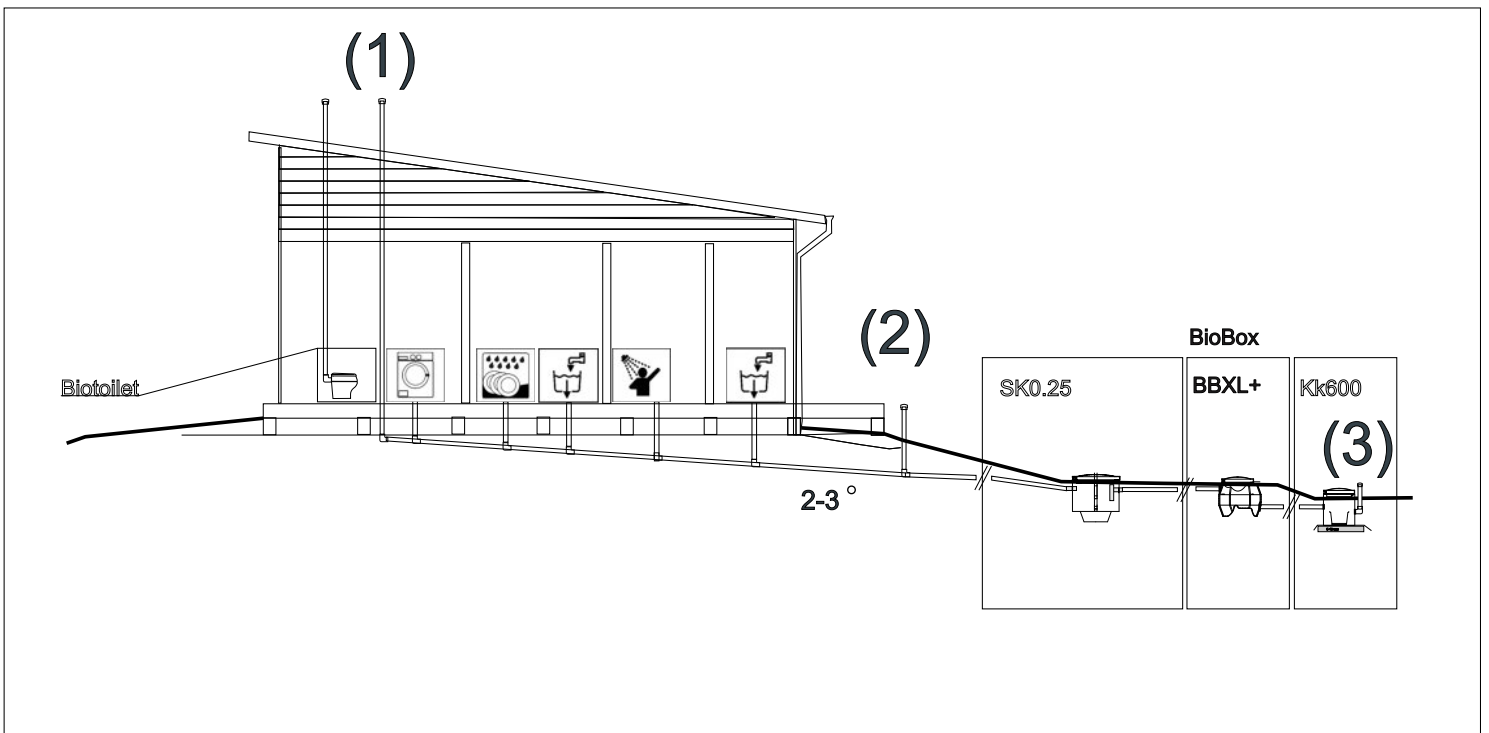 (1)
(2)
BioBox
Biotoilet
SK0.25
BBXL+
Kk600
(3)
2-3 °